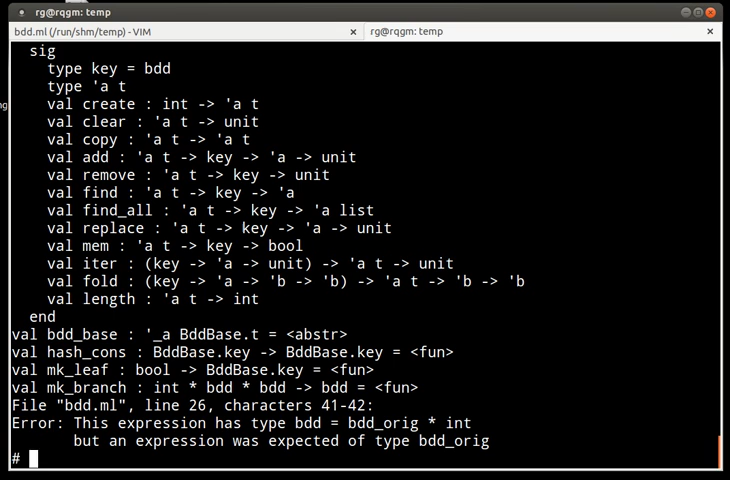 rg@rqgm: temp
bdd.ml (/run/shm/temp) - VIM
rg@rqgm: temp
ng
sig
type key = bdd
type 'a t
val create : int -> 'a t
val clear : 'a t -> unit
val copy : 'a t -> 'a t
val add : 'a t -> key -> 'a -> unit
val remove : 'a t -> key -> unit
val find : 'a t -> key -> 'a
val find_all : 'a t -> key -> 'a list
val replace : 'a t -> key -> 'a -> unit
val mem : 'a t -> key -> bool
val iter : (key -> 'a -> unit) -> 'a t -> unit
val fold : (key -> 'a -> 'b -> 'b) -> 'a t -> 'b -> 'b
val length : 'a t -> int
end
val bdd_base : '_a BddBase.t = <abstr>
val hash_cons : BddBase.key -> BddBase.key = <fun>
val mk_leaf : bool -> BddBase.key = <fun>
val mk_branch : int * bdd * bdd -> bdd = <fun>
File "bdd.ml", line 26, characters 41-42:
Error: This expression has type bdd = bdd_orig * int
but an expression was expected of type bdd_orig
#